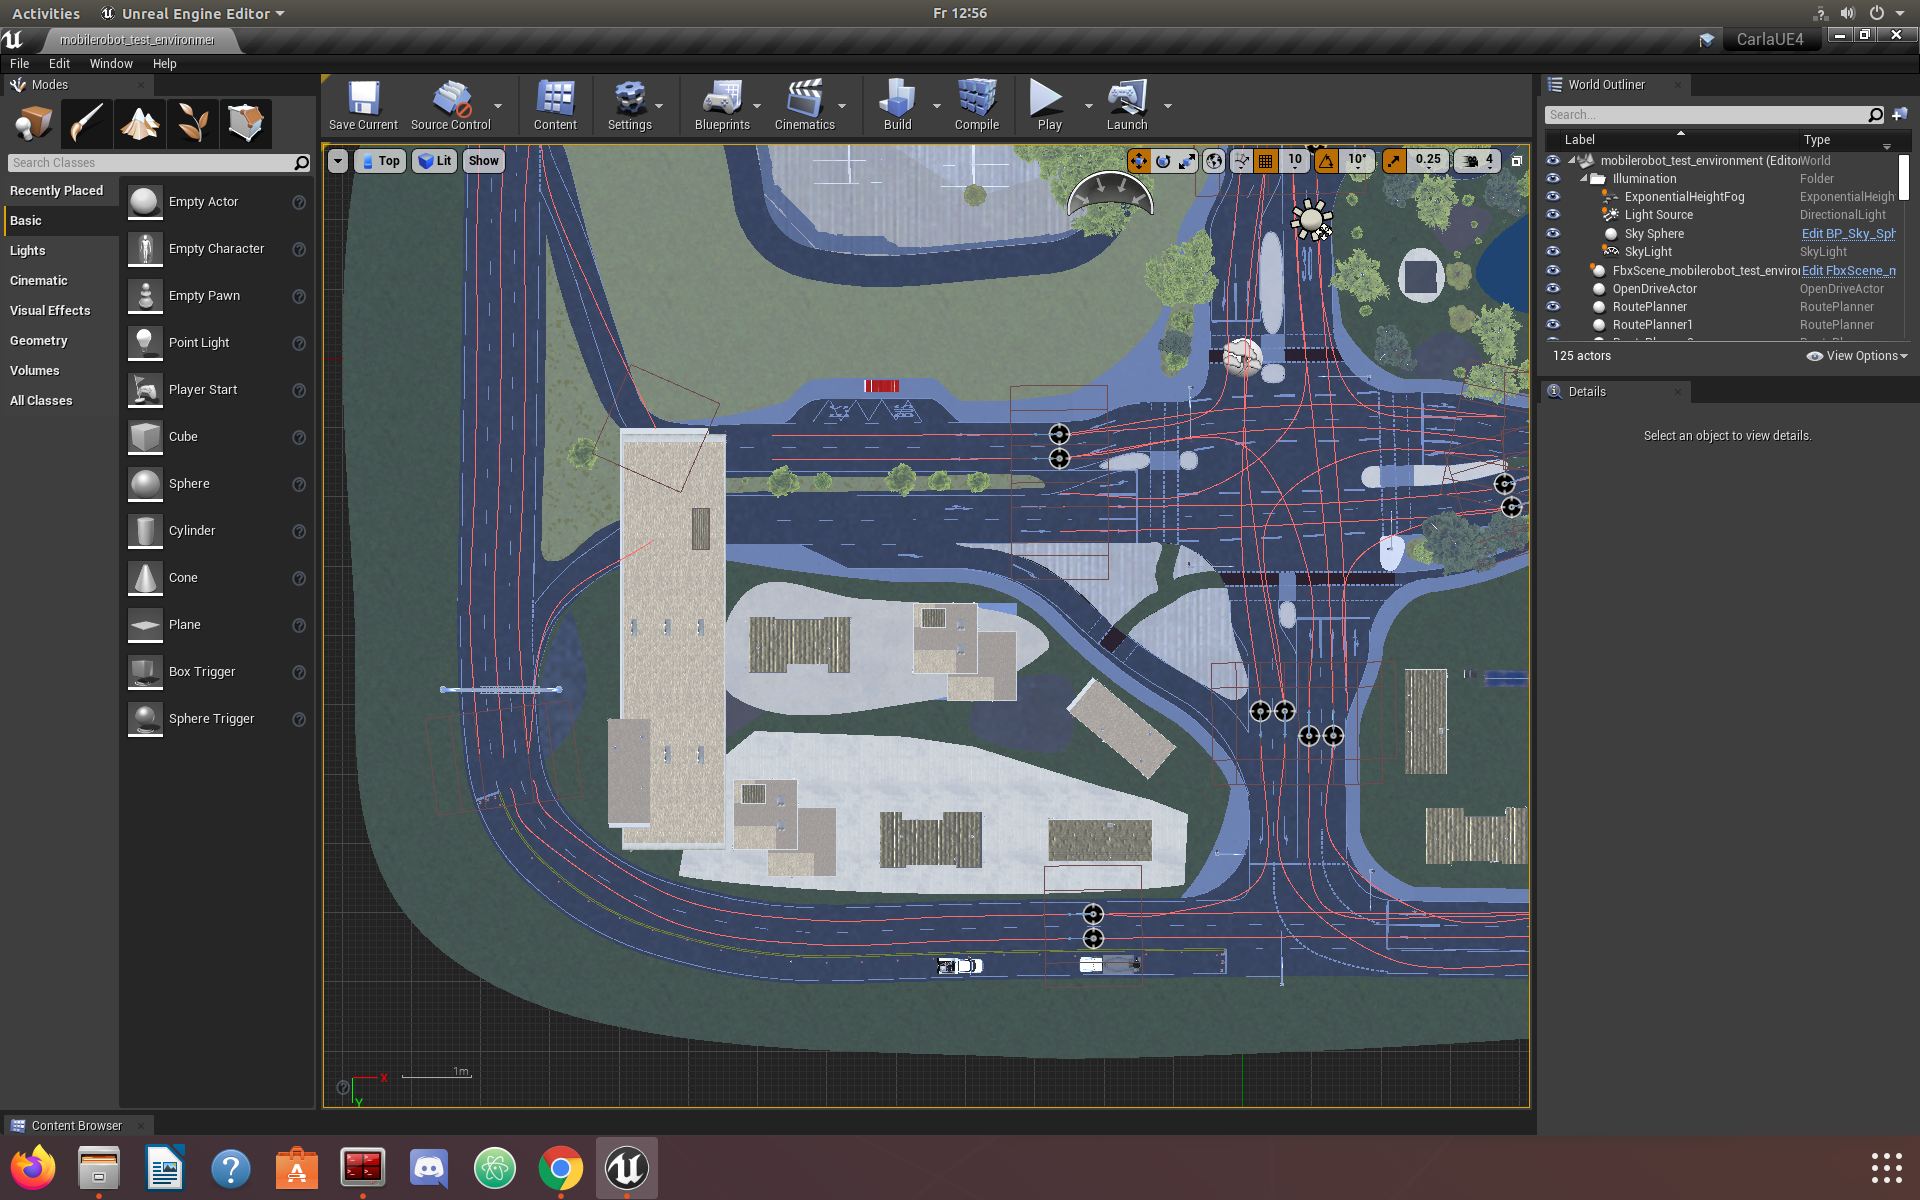 Activities
Unreal Engine Editor
Fr 12:56
mobilerobot_test_environmen
CarlaUE4
File Edit Window Help
Modes
Search Classes
Recently Placed
Basic
Lights
Cinematic
Visual Effects
Geometry
Volumes
All Classes
Empty Actor
Empty Character
Empty Pawn
Point Light
Player Start
Cube
Sphere
Cylinder
Cone
Plane
Box Trigger
Sphere Trigger
Save Current
Source Control
Content
Settings
Blueprints
Cinematics
Build
Compile
Play
Launch
Top
Lit
Show
10
10°
0.25
4
1m
X
Y
World Outliner
Search...
Label Type
mobilerobot_test_environment (Editor World
Illumination Folder
ExponentialHeightFog ExponentialHeigh
Light Source DirectionalLight
Sky Sphere Edit BP_Sky_Sph
SkyLight SkyLight
FbxScene_mobilerobot_test_enviro Edit FbxScene_m
OpenDriveActor OpenDriveActor
RoutePlanner RoutePlanner
RoutePlanner1 RoutePlanner
125 actors
View Options
Details
Select an object to view details.
Content Browser